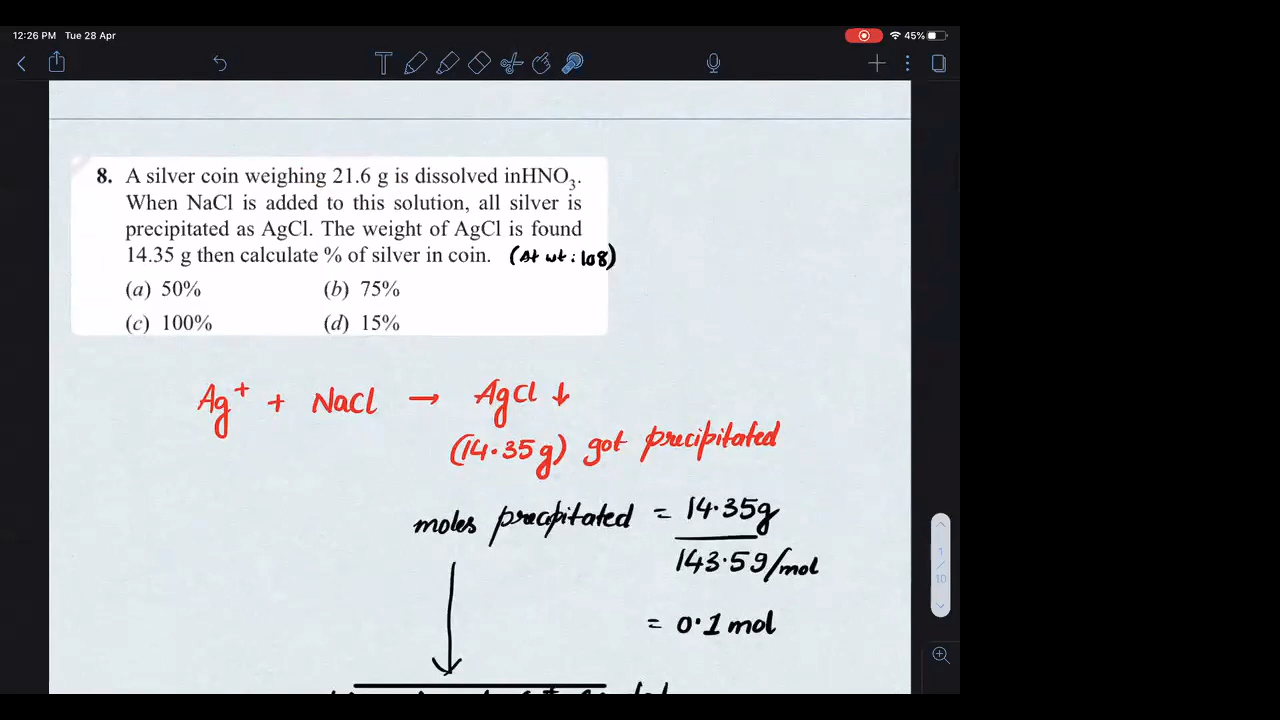 12:26 PM Tue 28 Apr
45%
8. A silver coin weighing 21.6 g is dissolved inHNO₃.
When NaCl is added to this solution, all silver is
precipitated as AgCl. The weight of AgCl is found
14.35 g then calculate % of silver in coin. (At wt : 108)
(a) 50% (b) 75%
(c) 100% (d) 15%
Ag⁺ + NaCl → AgCl ↓
(14.35g) got precipitated
moles precipitated = 14.35g
143.5g/mol
= 0.1 mol
1
/
10